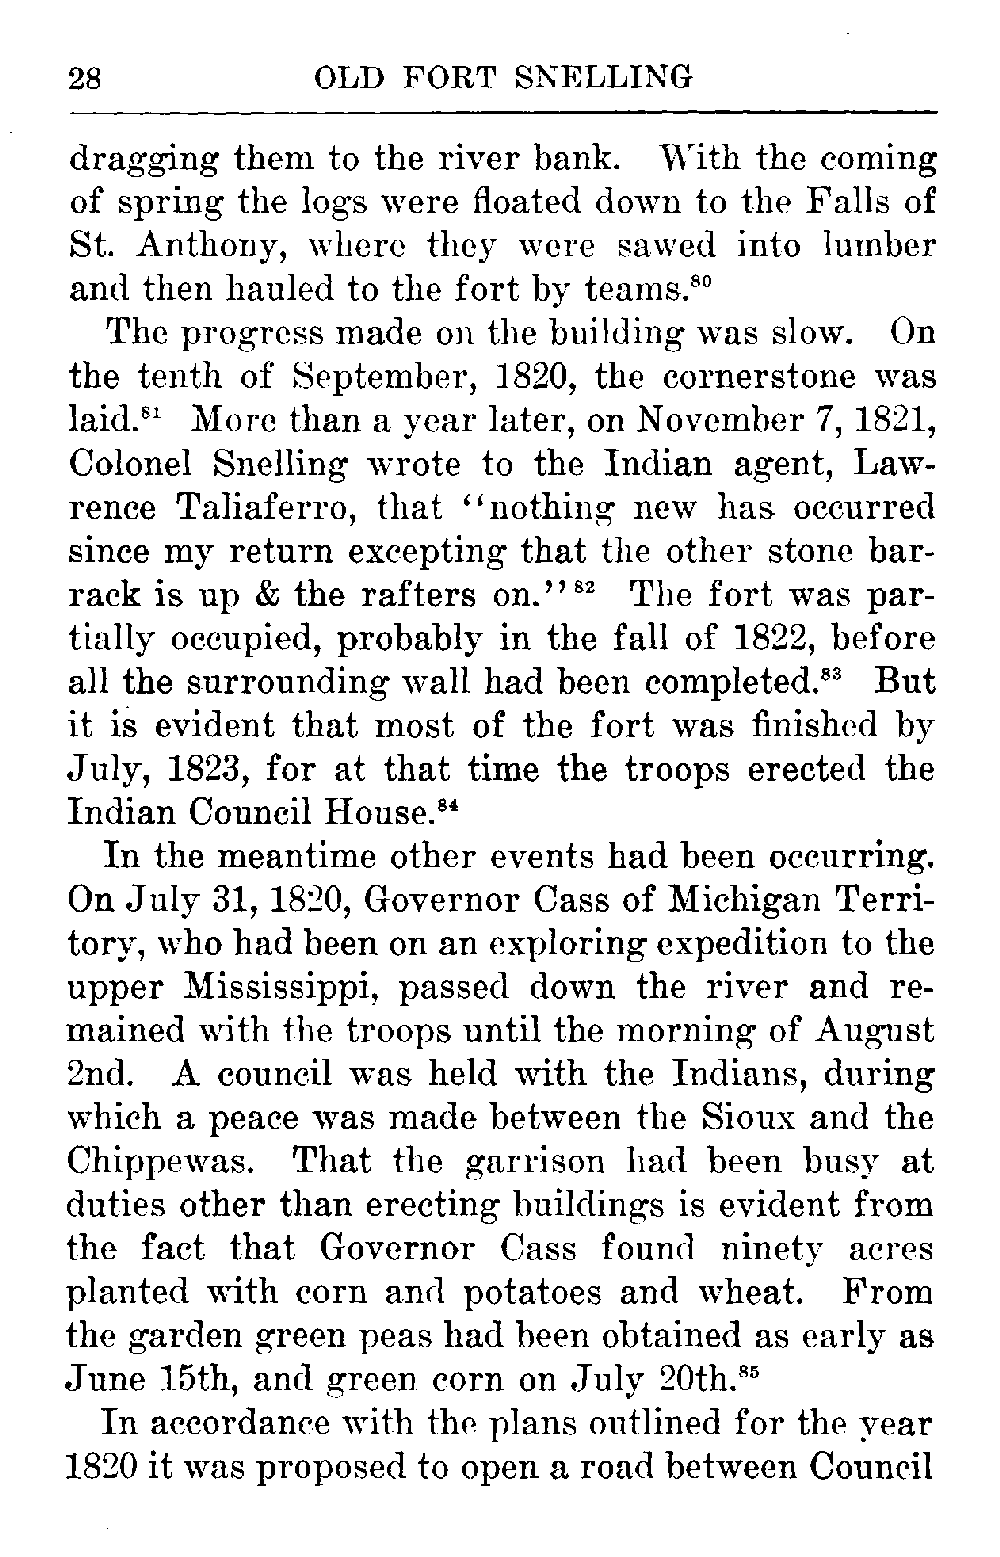 28 OLD FORT SNELLING
dragging them to the river bank. With the coming
of spring the logs were floated down to the Falls of
St. Anthony, where they were sawed into lumber
and then hauled to the fort by teams.⁸⁰
The progress made on the building was slow. On
the tenth of September, 1820, the cornerstone was
laid.⁸¹ More than a year later, on November 7, 1821,
Colonel Snelling wrote to the Indian agent, Law-
rence Taliaferro, that “nothing new has occurred
since my return excepting that the other stone bar-
rack is up & the rafters on.”⁸² The fort was par-
tially occupied, probably in the fall of 1822, before
all the surrounding wall had been completed.⁸³ But
it is evident that most of the fort was finished by
July, 1823, for at that time the troops erected the
Indian Council House.⁸⁴
In the meantime other events had been occurring.
On July 31, 1820, Governor Cass of Michigan Terri-
tory, who had been on an exploring expedition to the
upper Mississippi, passed down the river and re-
mained with the troops until the morning of August
2nd. A council was held with the Indians, during
which a peace was made between the Sioux and the
Chippewas. That the garrison had been busy at
duties other than erecting buildings is evident from
the fact that Governor Cass found ninety acres
planted with corn and potatoes and wheat. From
the garden green peas had been obtained as early as
June 15th, and green corn on July 20th.⁸⁵
In accordance with the plans outlined for the year
1820 it was proposed to open a road between Council